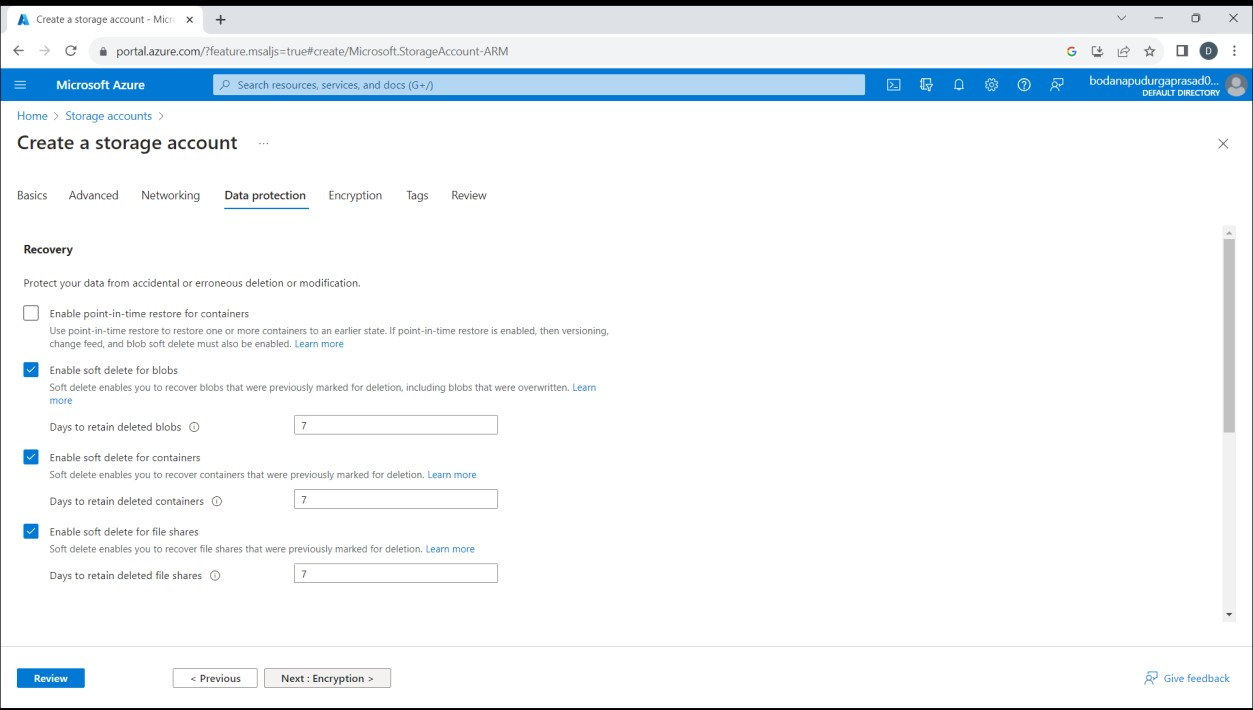 Create a storage account - Micr
portal.azure.com/?feature.msaljs=true#create/Microsoft.StorageAccount-ARM
G
D
Microsoft Azure
Search resources, services, and docs (G+/)
bodanapudurgaprasad0...
DEFAULT DIRECTORY
Home > Storage accounts >
Create a storage account ...
Basics Advanced Networking Data protection Encryption Tags Review
Recovery
Protect your data from accidental or erroneous deletion or modification.
Enable point-in-time restore for containers
Use point-in-time restore to restore one or more containers to an earlier state. If point-in-time restore is enabled, then versioning,
change feed, and blob soft delete must also be enabled. Learn more
Enable soft delete for blobs
Soft delete enables you to recover blobs that were previously marked for deletion, including blobs that were overwritten. Learn
more
Days to retain deleted blobs 7
Enable soft delete for containers
Soft delete enables you to recover containers that were previously marked for deletion. Learn more
Days to retain deleted containers 7
Enable soft delete for file shares
Soft delete enables you to recover file shares that were previously marked for deletion. Learn more
Days to retain deleted file shares 7
Review < Previous Next : Encryption > Give feedback